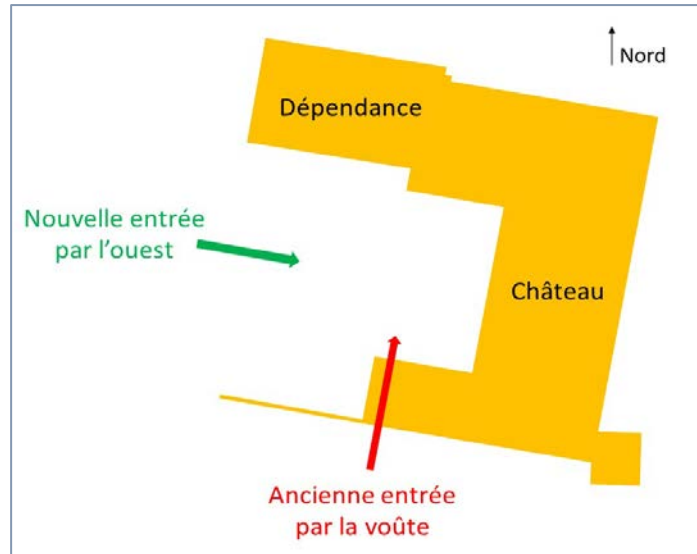 Nord
Dépendance
Nouvelle entrée
par l'ouest
Château
Ancienne entrée
par la voûte